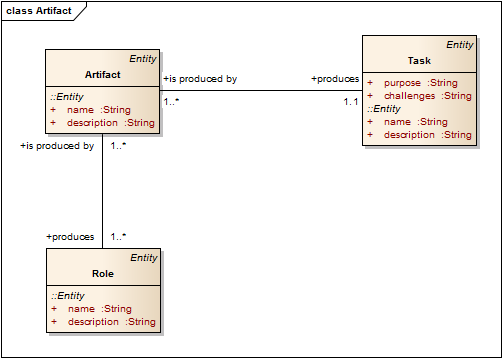 class Artifact
Entity
Artifact
::Entity
+ name :String
+ description :String
+is produced by
1..*
+produces
1..1
Entity
Task
+ purpose :String
+ challenges :String
::Entity
+ name :String
+ description :String
+is produced by
1..*
+produces
1..*
Entity
Role
::Entity
+ name :String
+ description :String